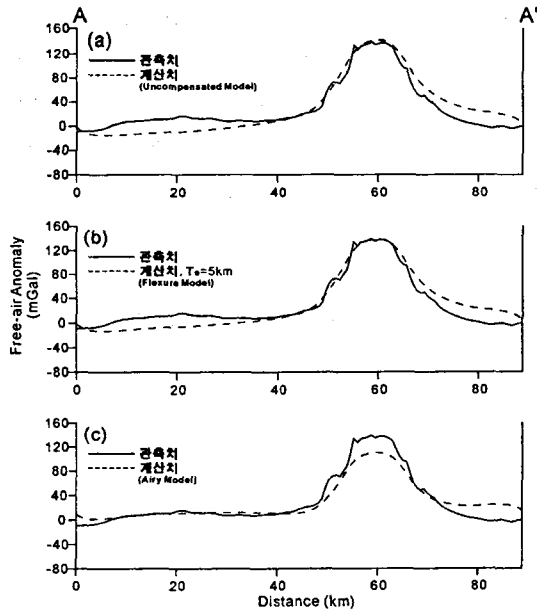 A A'
(a)
관측치
계산치
(Uncompensated Model)
160
120
80
40
0
-40
-80
0 20 40 60 80
(b)
관측치
계산치, Te=5km
(Flexure Model)
160
120
80
40
0
-40
-80
0 20 40 60 80
Free-air Anomaly
(mGal)
(c)
관측치
계산치
(Airy Model)
160
120
80
40
0
-40
-80
0 20 40 60 80
Distance (km)